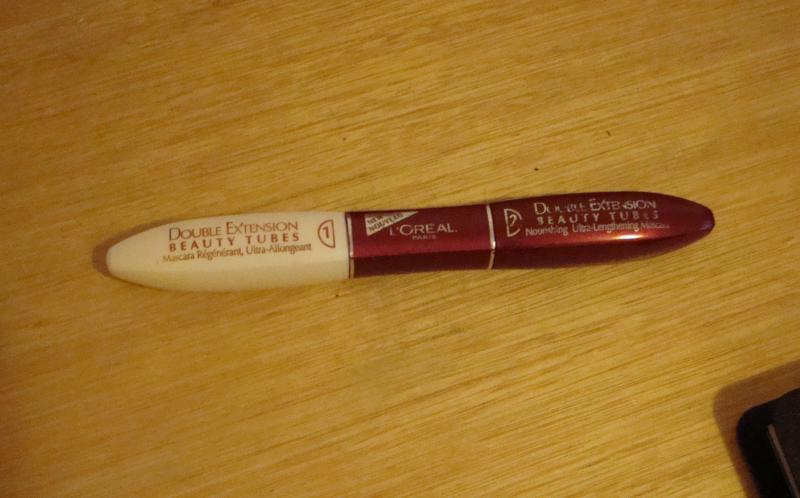 DOUBLE EXTENSION
BEAUTY TUBES
Mascara Régénérant, Ultra-Allongeant
1
NEW
NOUVEAU
L'ORÉAL
PARIS
2
DOUBLE EXTENSION
BEAUTY TUBES
Nourishing Ultra-Lengthening Mascara